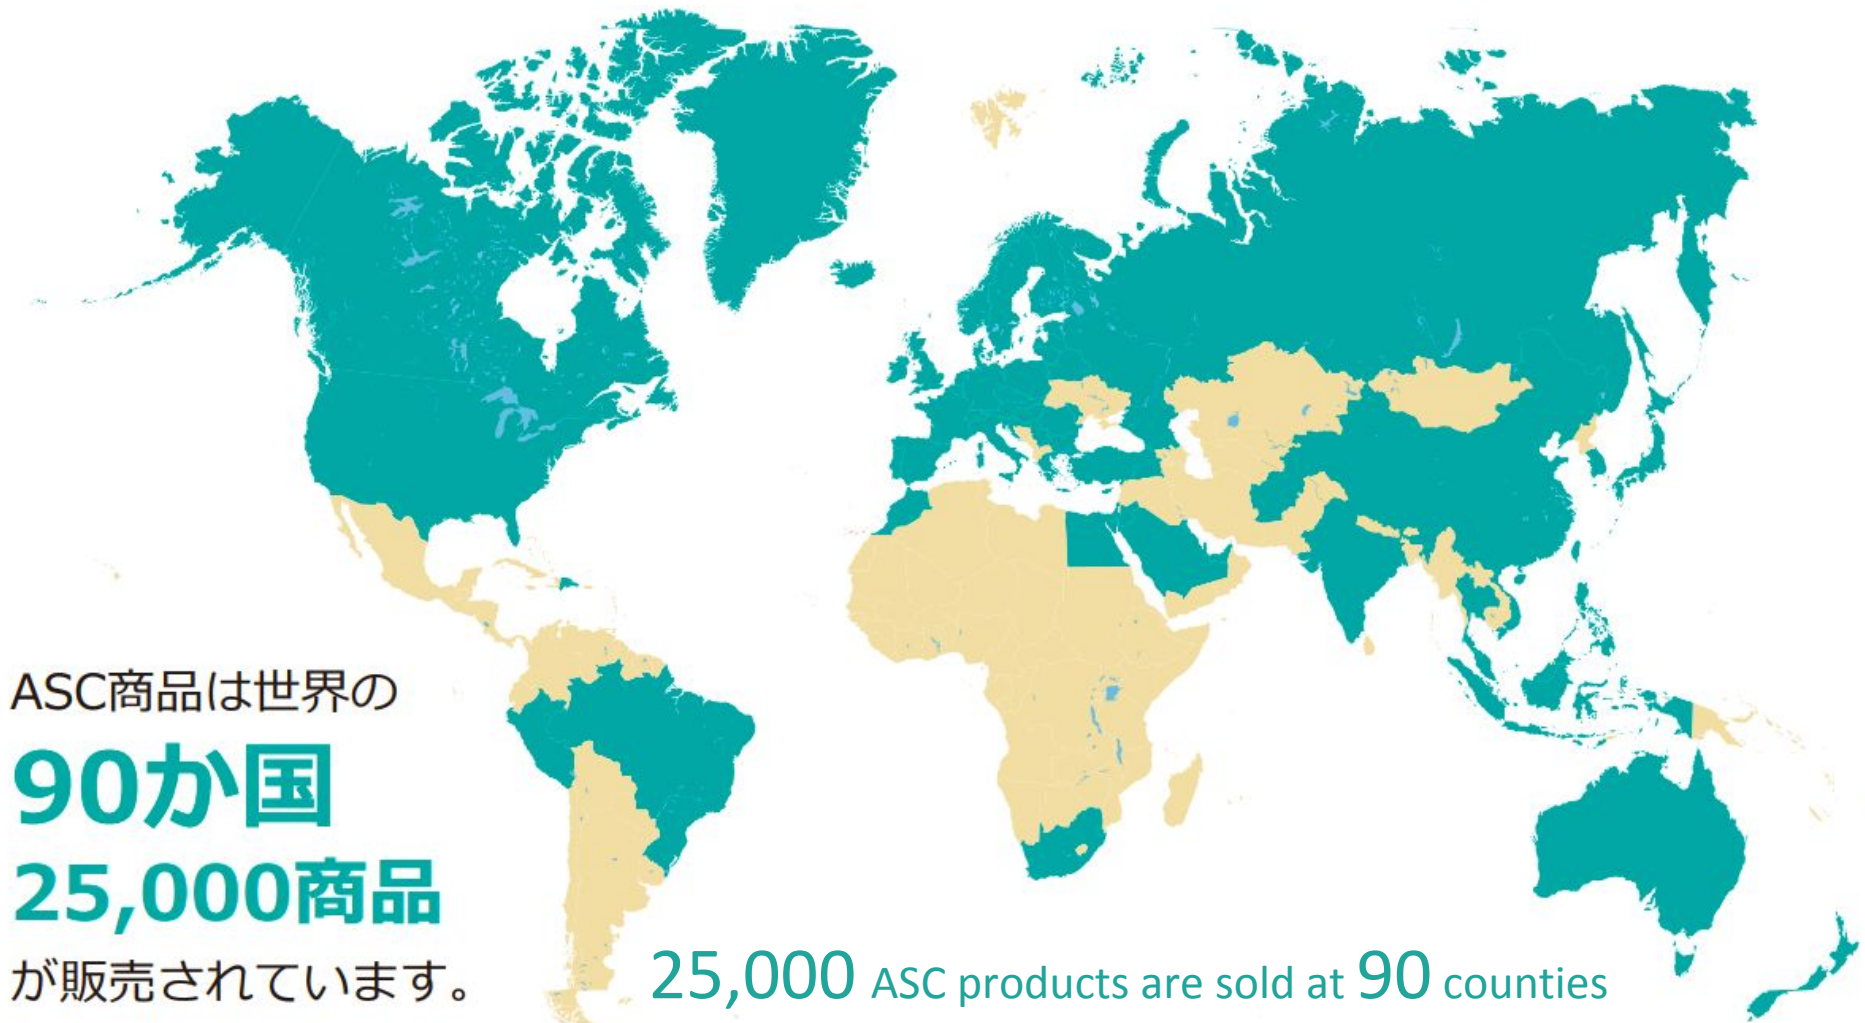 ASC商品は世界の
90か国
25,000商品
が販売されています。
25,000 ASC products are sold at 90 counties